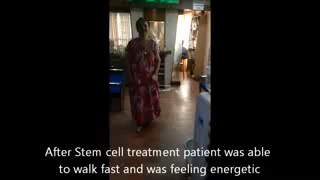 After Stem cell treatment patient was able
to walk fast and was feeling energetic